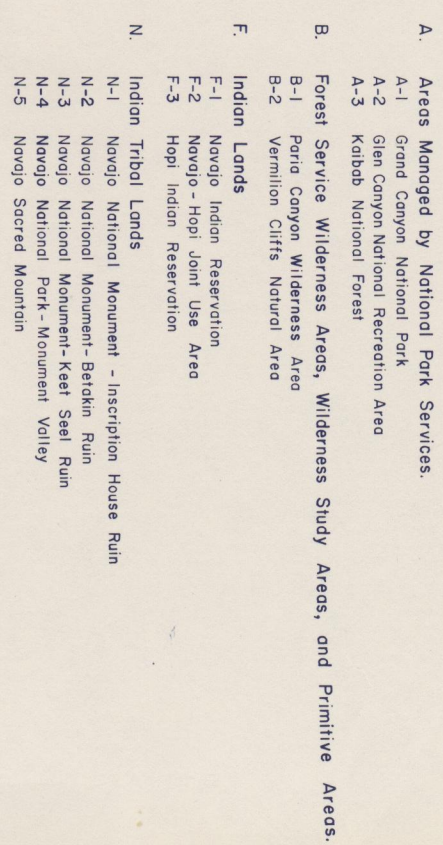 A. Areas Managed by National Park Services.
A-1 Grand Canyon National Park
A-2 Glen Canyon National Recreation Area
A-3 Kaibab National Forest
B. Forest Service Wilderness Areas, Wilderness Study Areas, and Primitive Areas.
B-1 Paria Canyon Wilderness Area
B-2 Vermilion Cliffs Natural Area
F. Indian Lands
F-1 Navajo Indian Reservation
F-2 Navajo-Hopi Joint Use Area
F-3 Hopi Indian Reservation
N. Indian Tribal Lands
N-1 Navajo National Monument - Inscription House Ruin
N-2 Navajo National Monument-Betakin Ruin
N-3 Navajo National Monument-Keet Seel Ruin
N-4 Navajo National Park-Monument Valley
N-5 Navajo Sacred Mountain